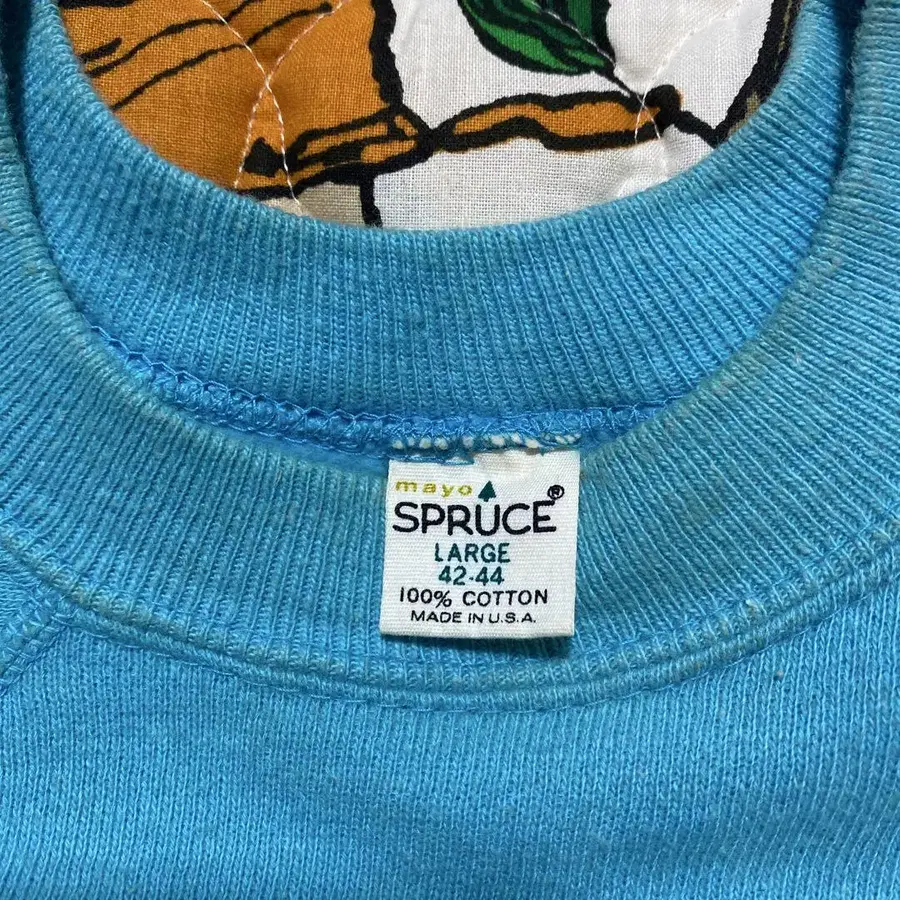 mayo
SPRUCE®
LARGE
42-44
100% COTTON
MADE IN U.S.A.